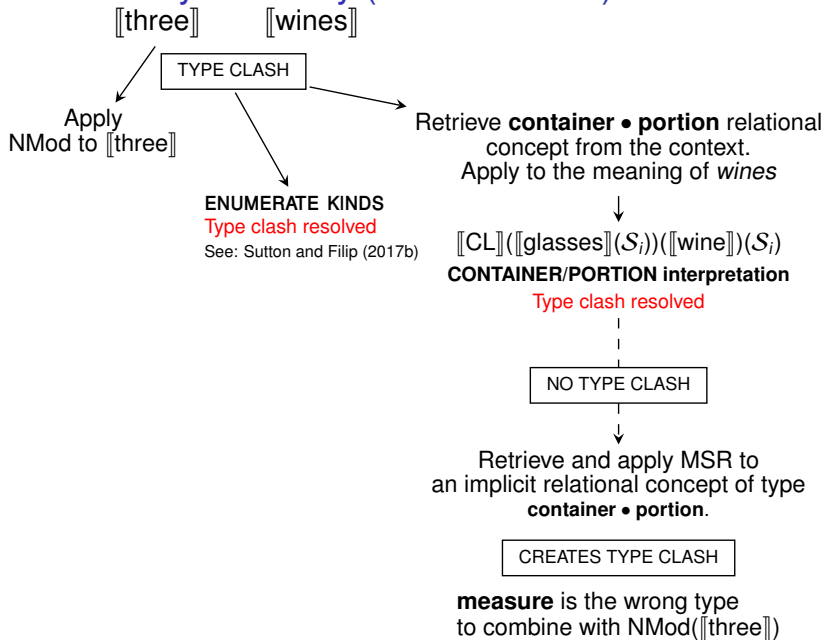 ⟦three⟧ ⟦wines⟧
TYPE CLASH
Apply
NMod to ⟦three⟧
ENUMERATE KINDS
Type clash resolved
See: Sutton and Filip (2017b)
Retrieve container • portion relational
concept from the context.
Apply to the meaning of wines
⟦CL⟧(⟦glasses⟧(𝒮ᵢ))(⟦wine⟧)(𝒮ᵢ)
CONTAINER/PORTION interpretation
Type clash resolved
NO TYPE CLASH
Retrieve and apply MSR to
an implicit relational concept of type
container • portion.
CREATES TYPE CLASH
measure is the wrong type
to combine with NMod(⟦three⟧)